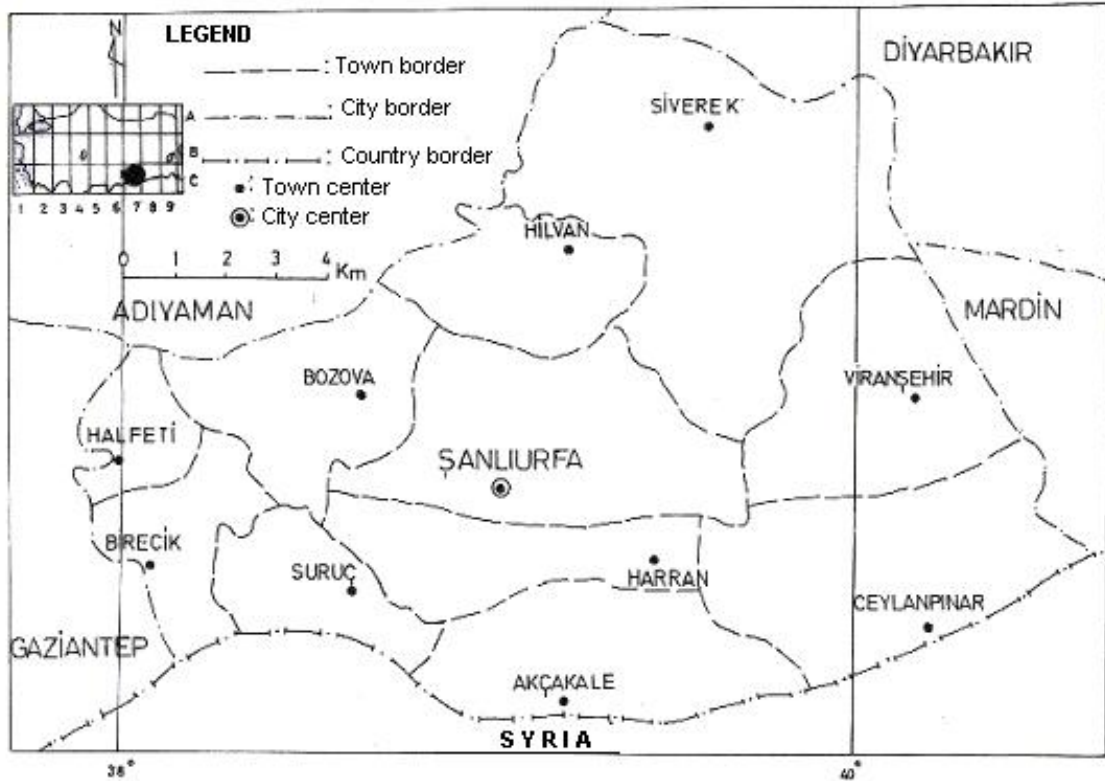 N
LEGEND
: Town border
: City border
: Country border
: Town center
: City center
A
B
C
1 2 3 4 5 6 7 8 9
0 1 2 3 4 Km
DİYARBAKIR
SİVEREK
HİLVAN
ADIYAMAN
MARDİN
BOZOVA
VİRANŞEHİR
HALFETİ
ŞANLIURFA
BİRECİK
SURUÇ
HARRAN
CEYLANPINAR
GAZİANTEP
AKÇAKALE
SYRIA
38° 40°